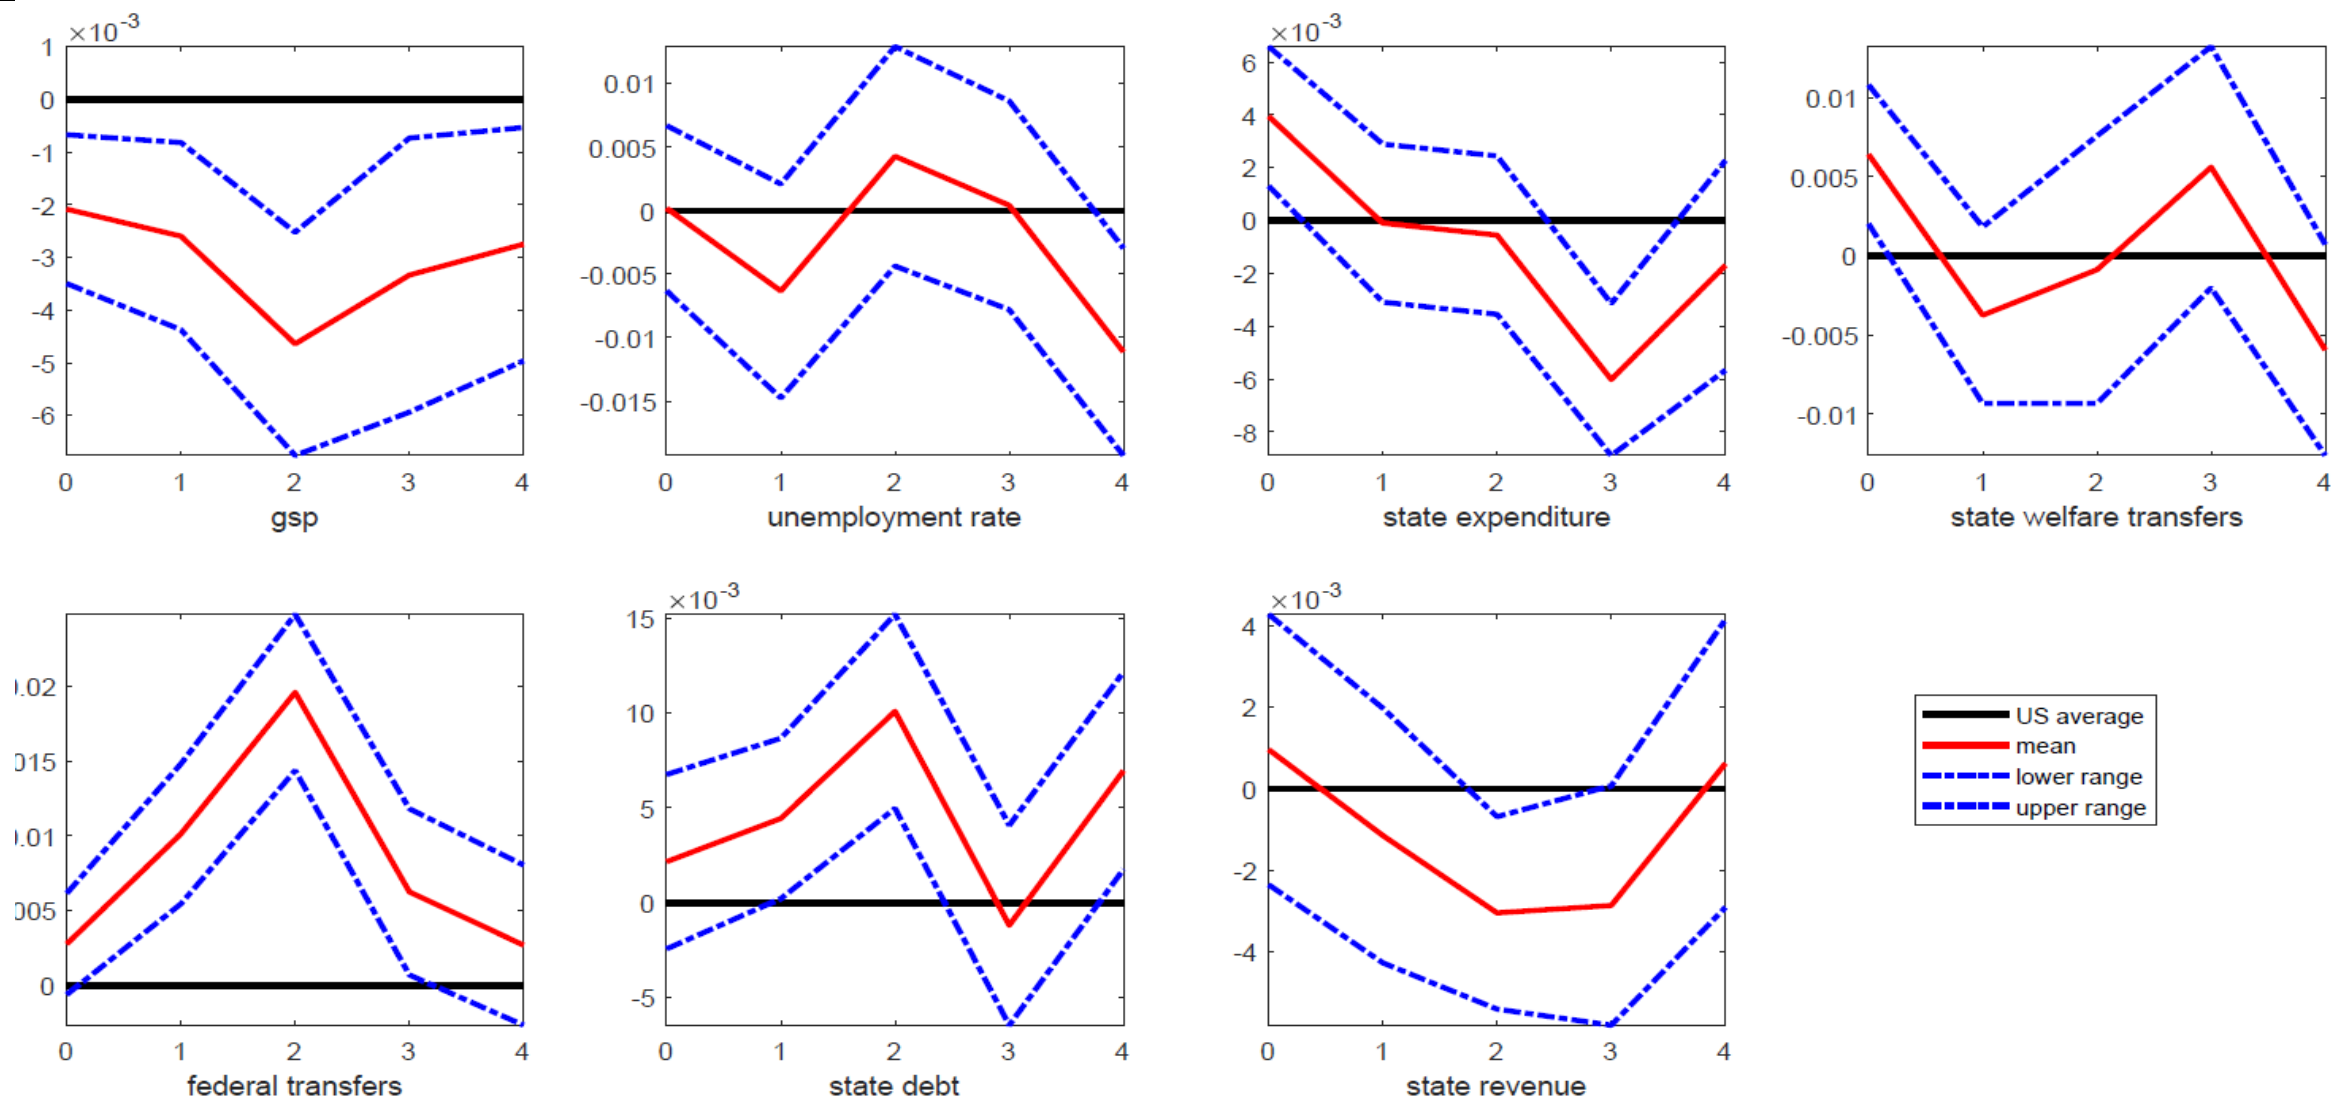 ×10-3
1
0
-1
-2
-3
-4
-5
-6
0 1 2 3 4
gsp
0.01
0.005
0
-0.005
-0.01
-0.015
0 1 2 3 4
unemployment rate
×10-3
6
4
2
0
-2
-4
-6
-8
0 1 2 3 4
state expenditure
0.01
0.005
0
-0.005
-0.01
0 1 2 3 4
state welfare transfers
).02
015
).01
005
0
0 1 2 3 4
federal transfers
×10-3
15
10
5
0
-5
0 1 2 3 4
state debt
×10-3
4
2
0
-2
-4
0 1 2 3 4
state revenue
US average
mean
lower range
upper range